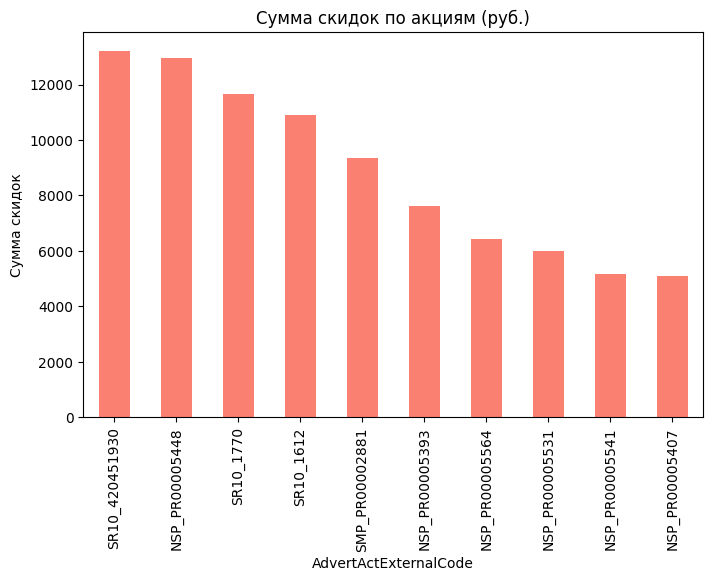 Сумма скидок по акциям (руб.)
Сумма скидок
12000
10000
8000
6000
4000
2000
0
SR10_420451930
NSP_PR00005448
SR10_1770
SR10_1612
SMP_PR00002881
NSP_PR00005393
NSP_PR00005564
NSP_PR00005531
NSP_PR00005541
NSP_PR00005407
AdvertActExternalCode